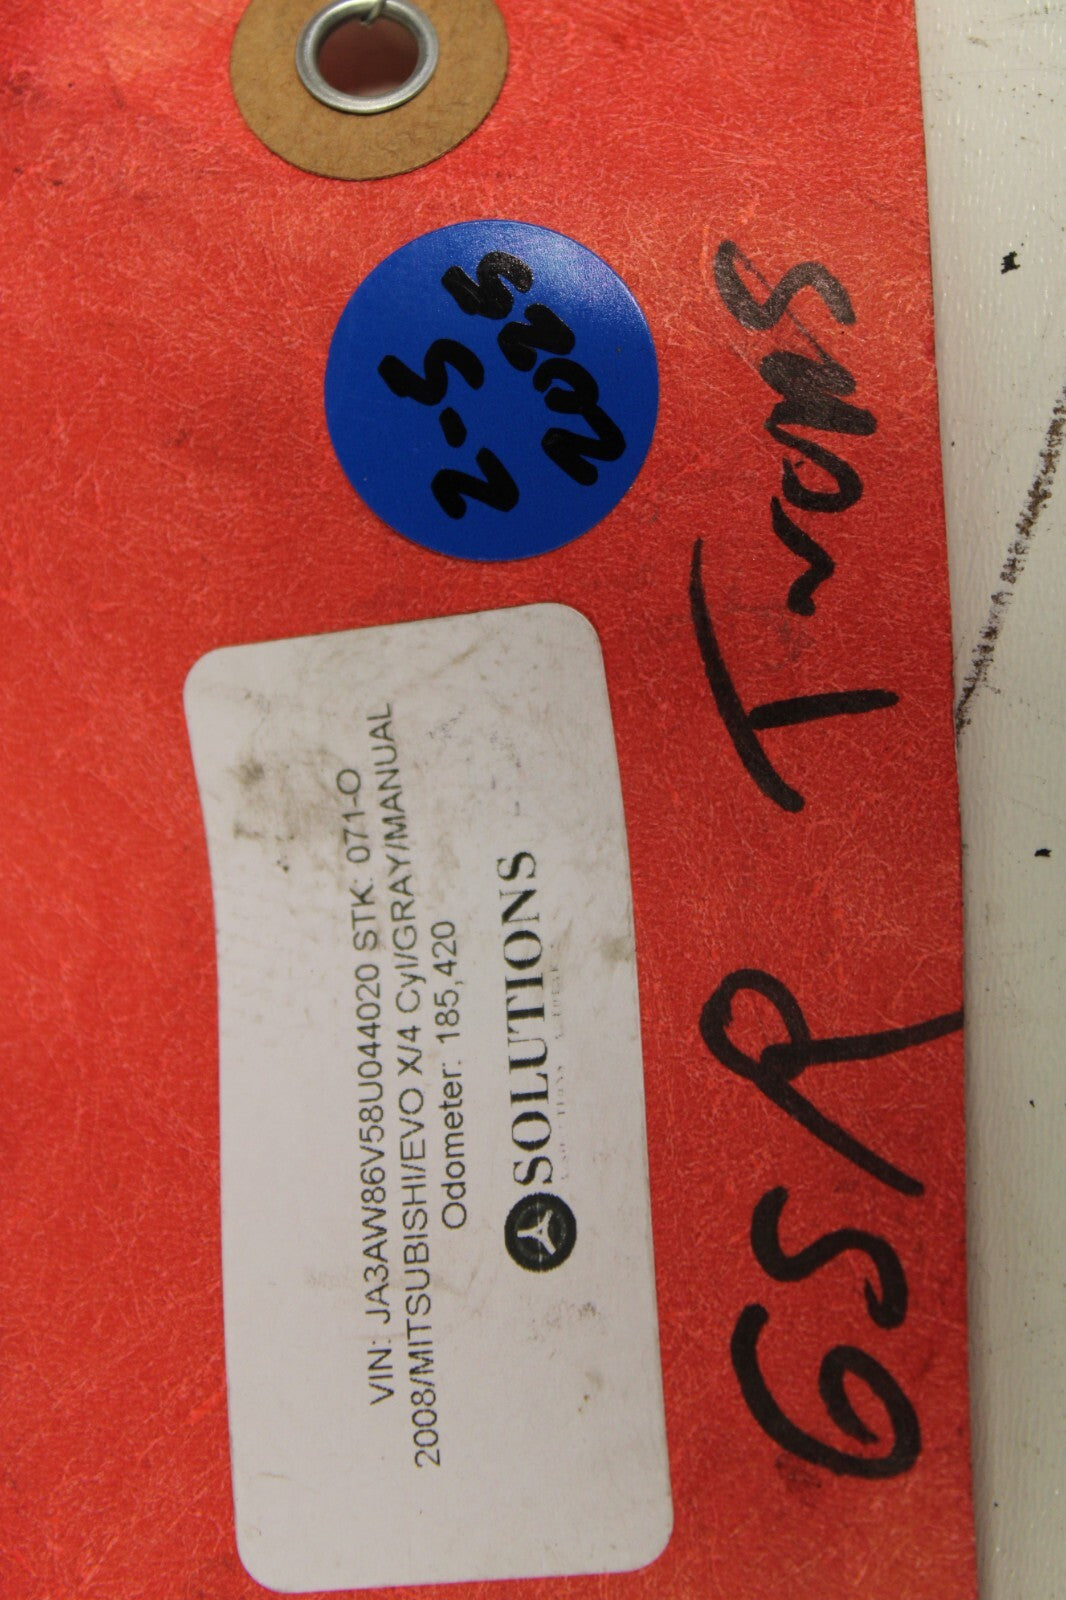 VIN: JA3AW86V58U044020 STK: 071-O
2008/MITSUBISHI/EVO X/4 Cyl/GRAY/MANUAL
Odometer: 185,420
SOLUTIONS
2-5
GSR Trans